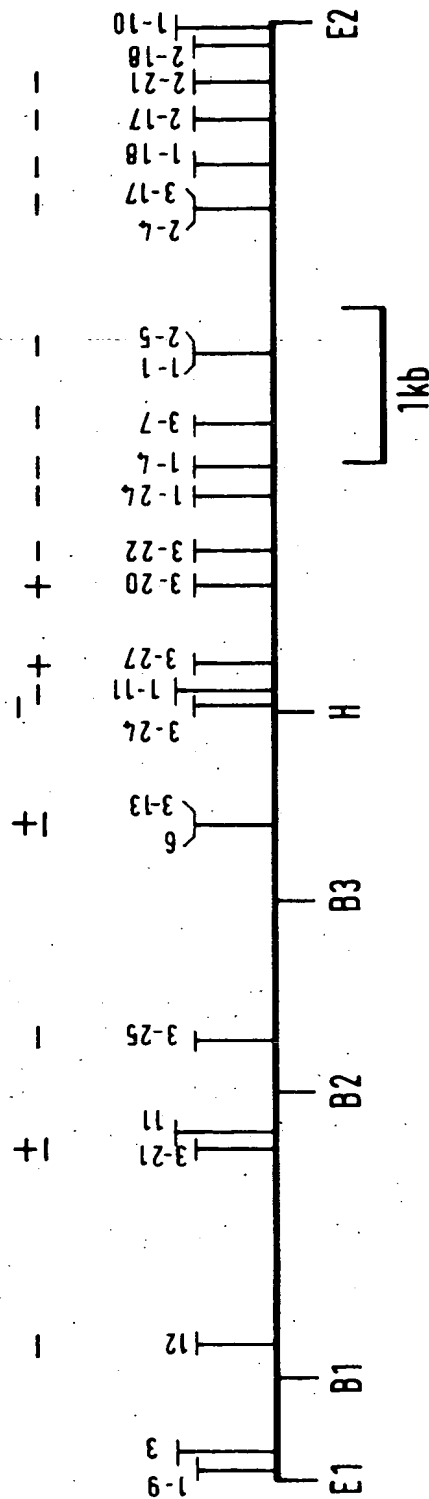 − + − − + − − − + + − − − − − − − − −
1-9 3 12 3-21 11 3-25 6 3-13 3-24 1-11 3-27 3-20 3-22 1-24 1-4 3-7 1-1 2-5 2-4 3-17 1-18 2-17 2-21 2-18 1-10
E1 B1 B2 B3 H E2
1kb